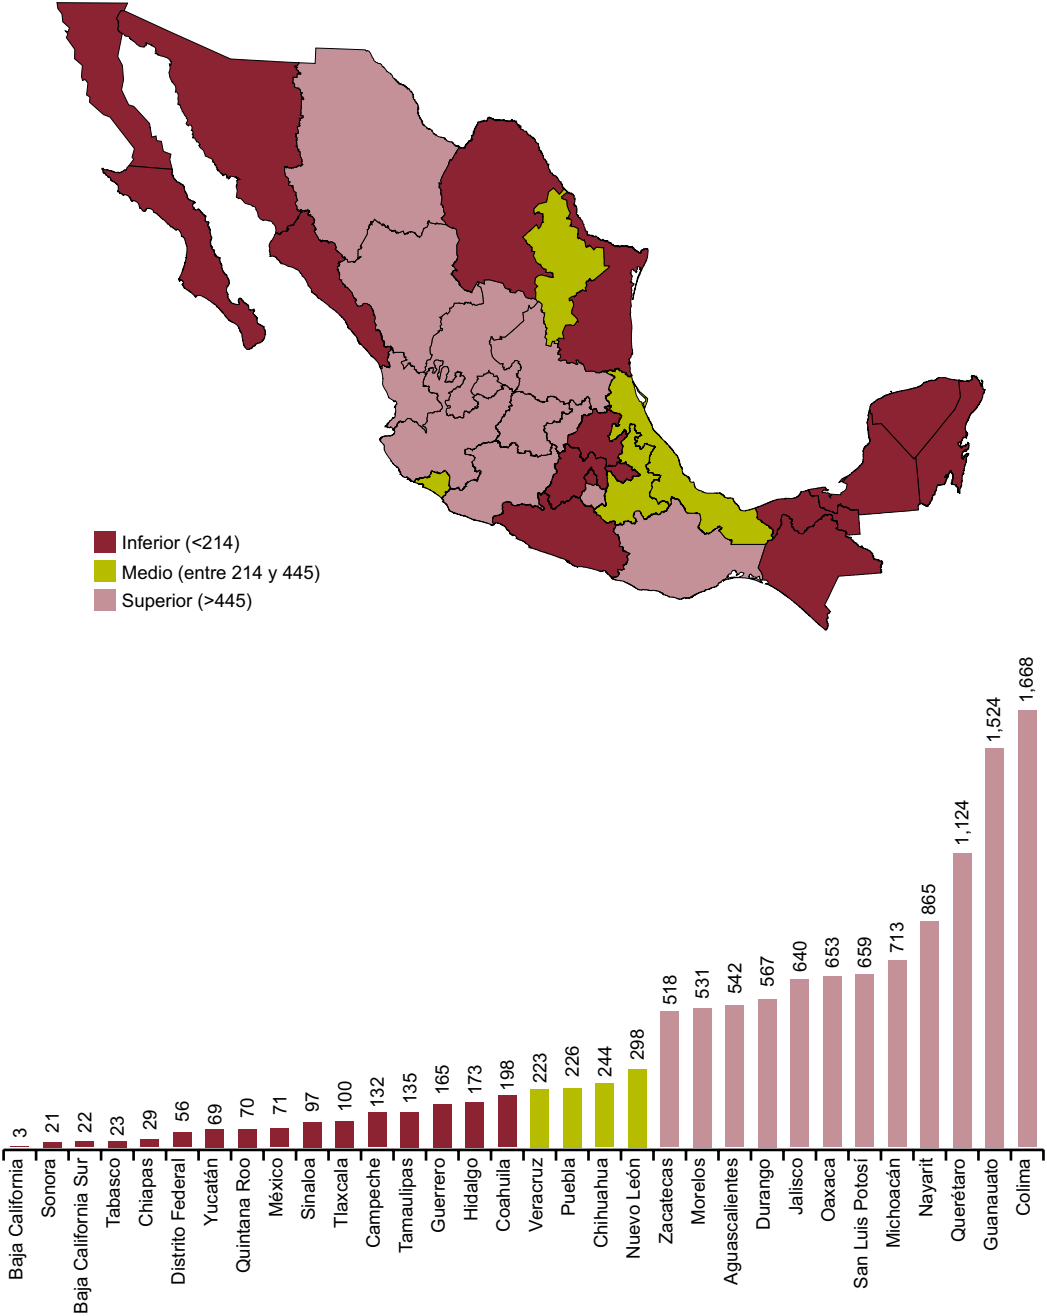 Inferior (<214)
Medio (entre 214 y 445)
Superior (>445)
3
21
22
23
29
56
69
70
71
97
100
132
135
165
173
198
223
226
244
298
518
531
542
567
640
653
659
713
865
1,124
1,524
1,668
Baja California
Sonora
Baja California Sur
Tabasco
Chiapas
Distrito Federal
Yucatán
Quintana Roo
México
Sinaloa
Tlaxcala
Campeche
Tamaulipas
Guerrero
Hidalgo
Coahuila
Veracruz
Puebla
Chihuahua
Nuevo León
Zacatecas
Morelos
Aguascalientes
Durango
Jalisco
Oaxaca
San Luis Potosí
Michoacán
Nayarit
Querétaro
Guanauato
Colima